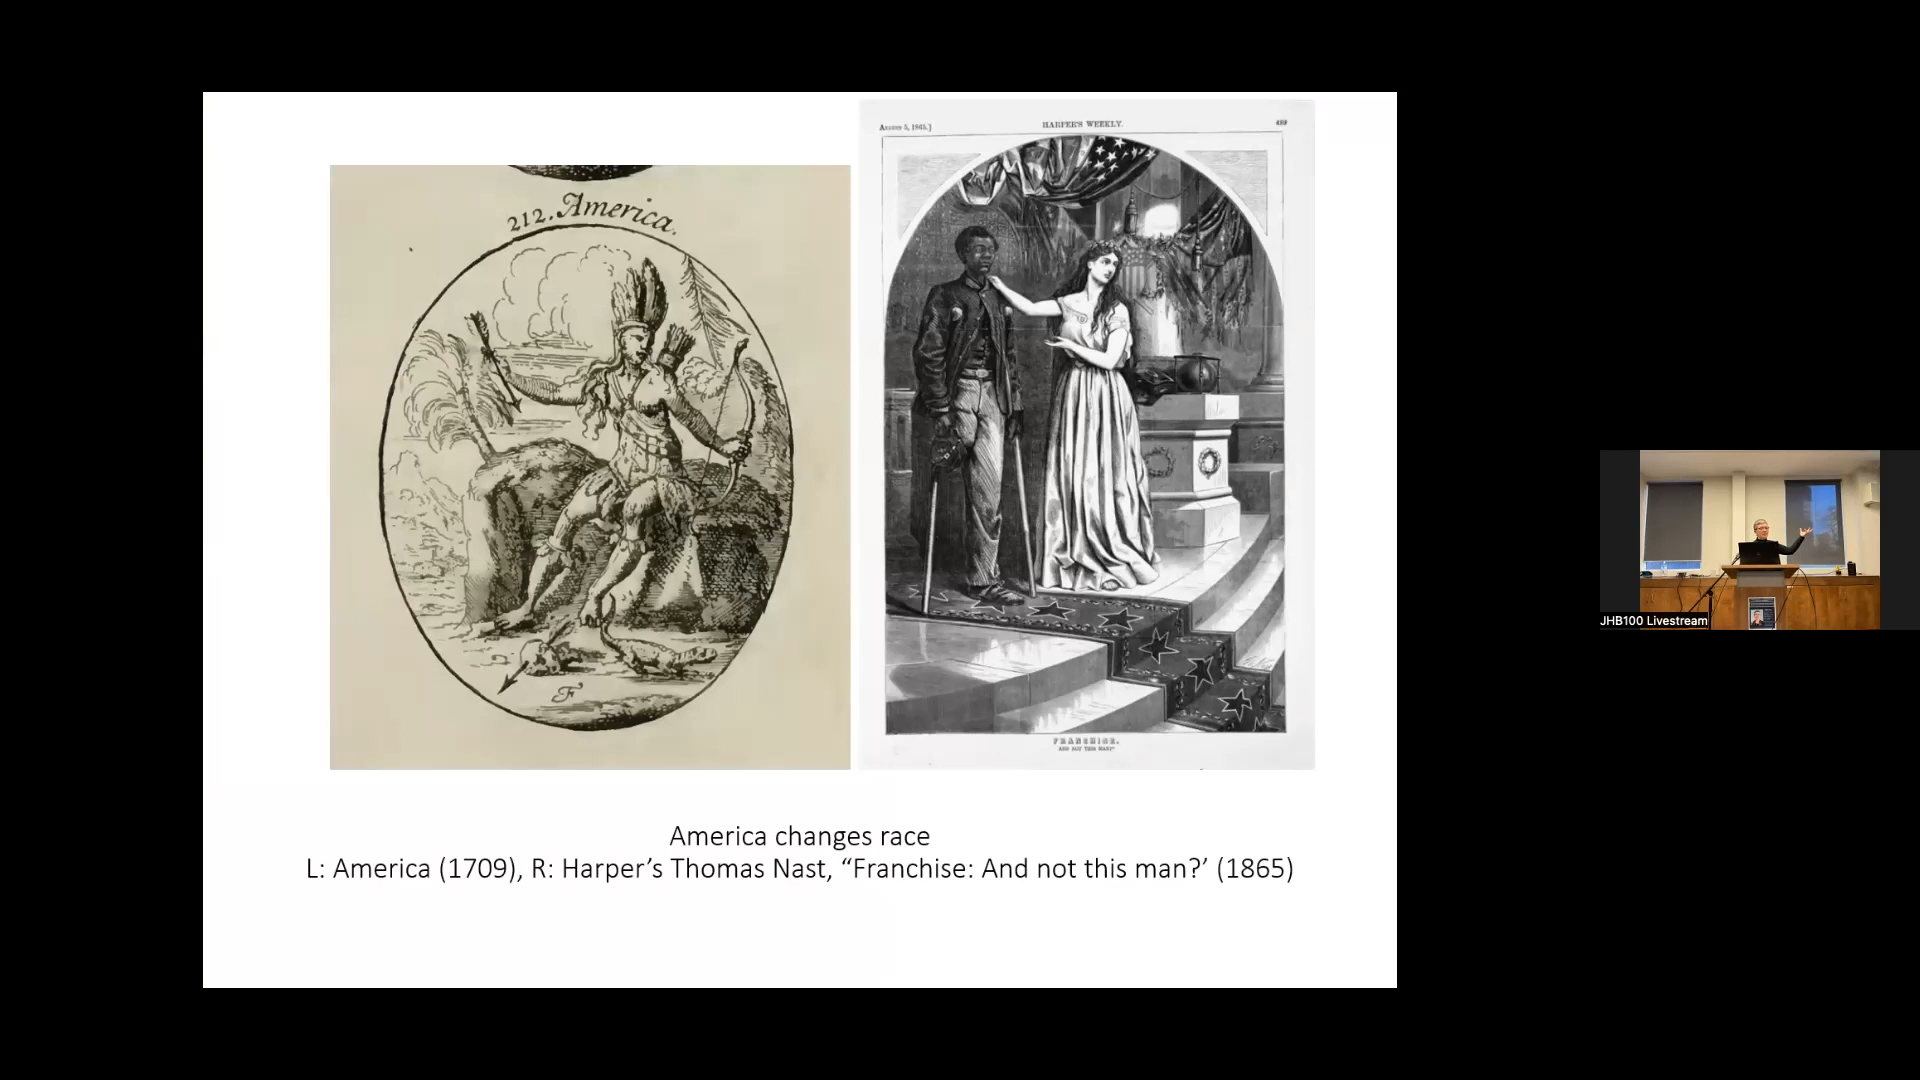 August 5, 1865.]
HARPER'S WEEKLY.
489
212. America.
F
FRANCHISE.
AND NOT THIS MAN?"
America changes race
L: America (1709), R: Harper’s Thomas Nast, “Franchise: And not this man?’ (1865)
JHB100 Livestream